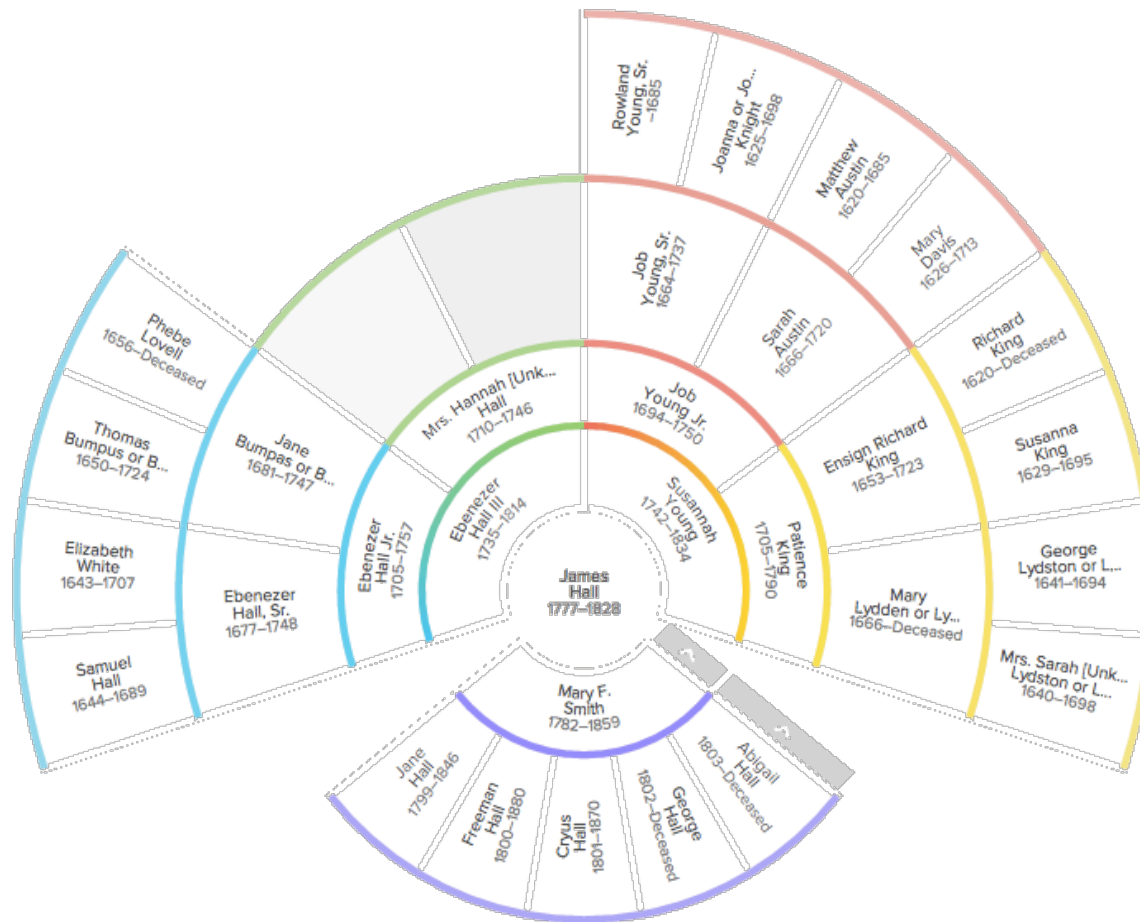 Rowland
Young, Sr.
–1685
Joanna or Jo...
Knight
1625–1698
Matthew
Austin
1620–1685
Mary
Davis
1626–1713
Richard
King
1620–Deceased
Susanna
King
1629–1695
George
Lydston or L...
1641–1694
Mrs. Sarah [Unk...
Lydston or L...
1640–1698
Job
Young, Sr.
1664–1737
Sarah
Austin
1666–1720
Ensign Richard
King
1653–1723
Mary
Lydden or Ly...
1666–Deceased
Phebe
Lovell
1656–Deceased
Thomas
Bumpus or B...
1650–1724
Elizabeth
White
1643–1707
Samuel
Hall
1644–1689
Jane
Bumpas or B...
1681–1747
Ebenezer
Hall, Sr.
1677–1748
Mrs. Hannah [Unk...
Hall
1710–1746
Job
Young Jr.
1694–1750
Ebenezer
Hall Jr.
1705–1757
Patience
King
1705–1790
Ebenezer
Hall III
1735–1814
Susannah
Young
1742–1834
James
Hall
1777–1828
Mary F.
Smith
1782–1859
Jane
Hall
1799–1846
Freeman
Hall
1800–1880
Cryus
Hall
1801–1870
George
Hall
1802–Deceased
Abigail
Hall
1803–Deceased